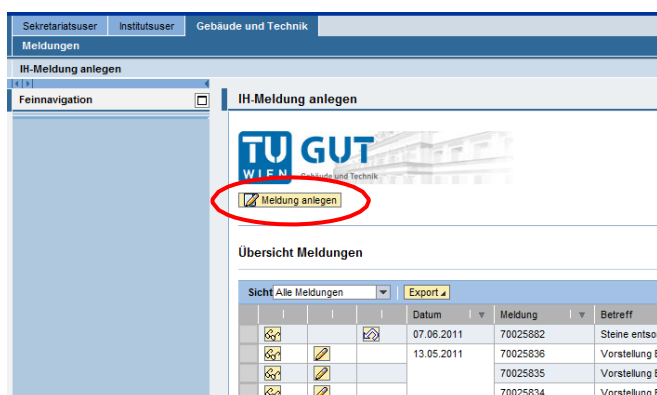 Sekretariatsuser Institutsuser Gebäude und Technik
Meldungen
IH-Meldung anlegen
Feinnavigation
IH-Meldung anlegen
TU WIEN GUT
Gebäude und Technik
Meldung anlegen
Übersicht Meldungen
Sicht Alle Meldungen Export
Datum Meldung Betreff
07.06.2011 70025882 Steine entso
13.05.2011 70025836 Vorstellung
70025835 Vorstellung
70025834 Vorstellung